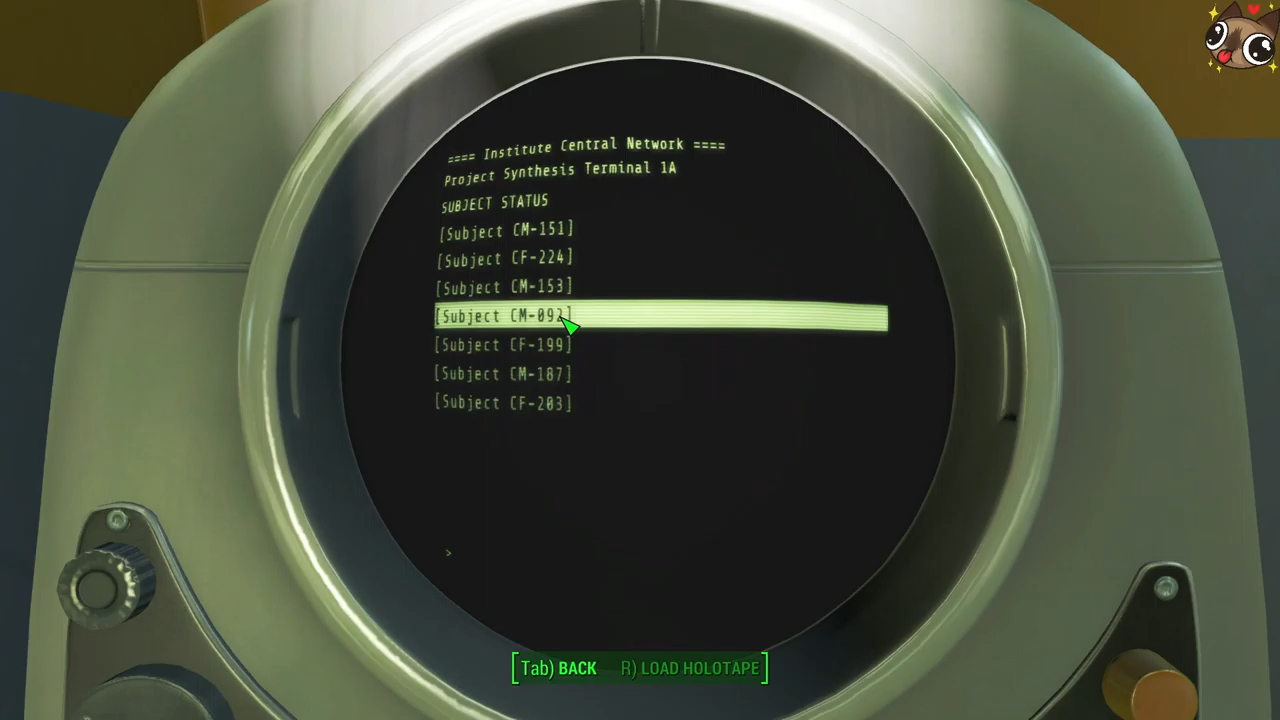 ==== Institute Central Network ====
Project Synthesis Terminal 1A
SUBJECT STATUS
[Subject CM-151]
[Subject CF-224]
[Subject CM-153]
[Subject CM-092]
[Subject CF-199]
[Subject CM-187]
[Subject CF-203]
>
[Tab) BACK R) LOAD HOLOTAPE]